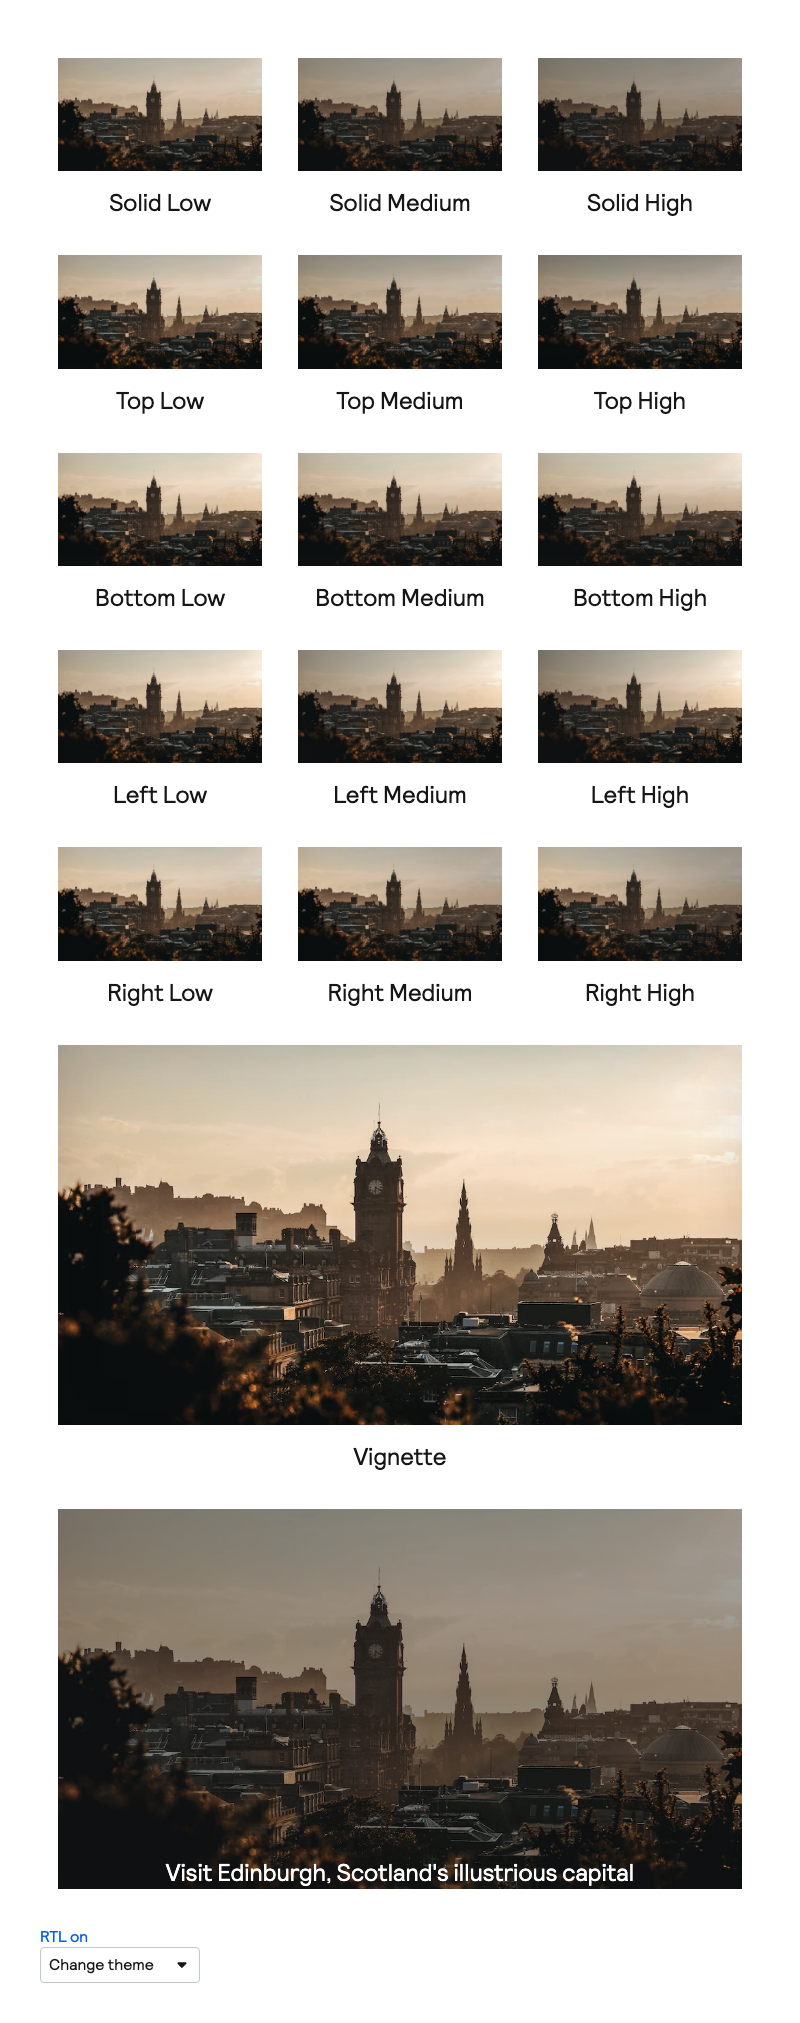 Solid Low
Solid Medium
Solid High
Top Low
Top Medium
Top High
Bottom Low
Bottom Medium
Bottom High
Left Low
Left Medium
Left High
Right Low
Right Medium
Right High
Vignette
Visit Edinburgh, Scotland's illustrious capital
RTL on
Change theme